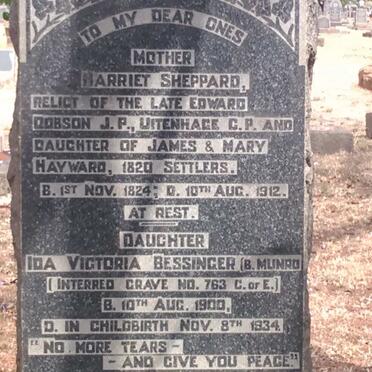 TO MY DEAR ONES
MOTHER
HARRIET SHEPPARD,
RELICT OF THE LATE EDWARD
DOBSON J.P., UITENHAGE C.P. AND
DAUGHTER OF JAMES & MARY
HAYWARD, 1820 SETTLERS.
B. 1ST NOV. 1824; D. 10TH AUG. 1912.
AT REST.
DAUGHTER
IDA VICTORIA BESSINGER (B. MUNRO
(INTERRED GRAVE NO. 763 C. OF E.)
B. 10TH AUG. 1900,
D. IN CHILDBIRTH NOV. 8TH 1934.
"NO MORE TEARS –
– AND GIVE YOU PEACE."